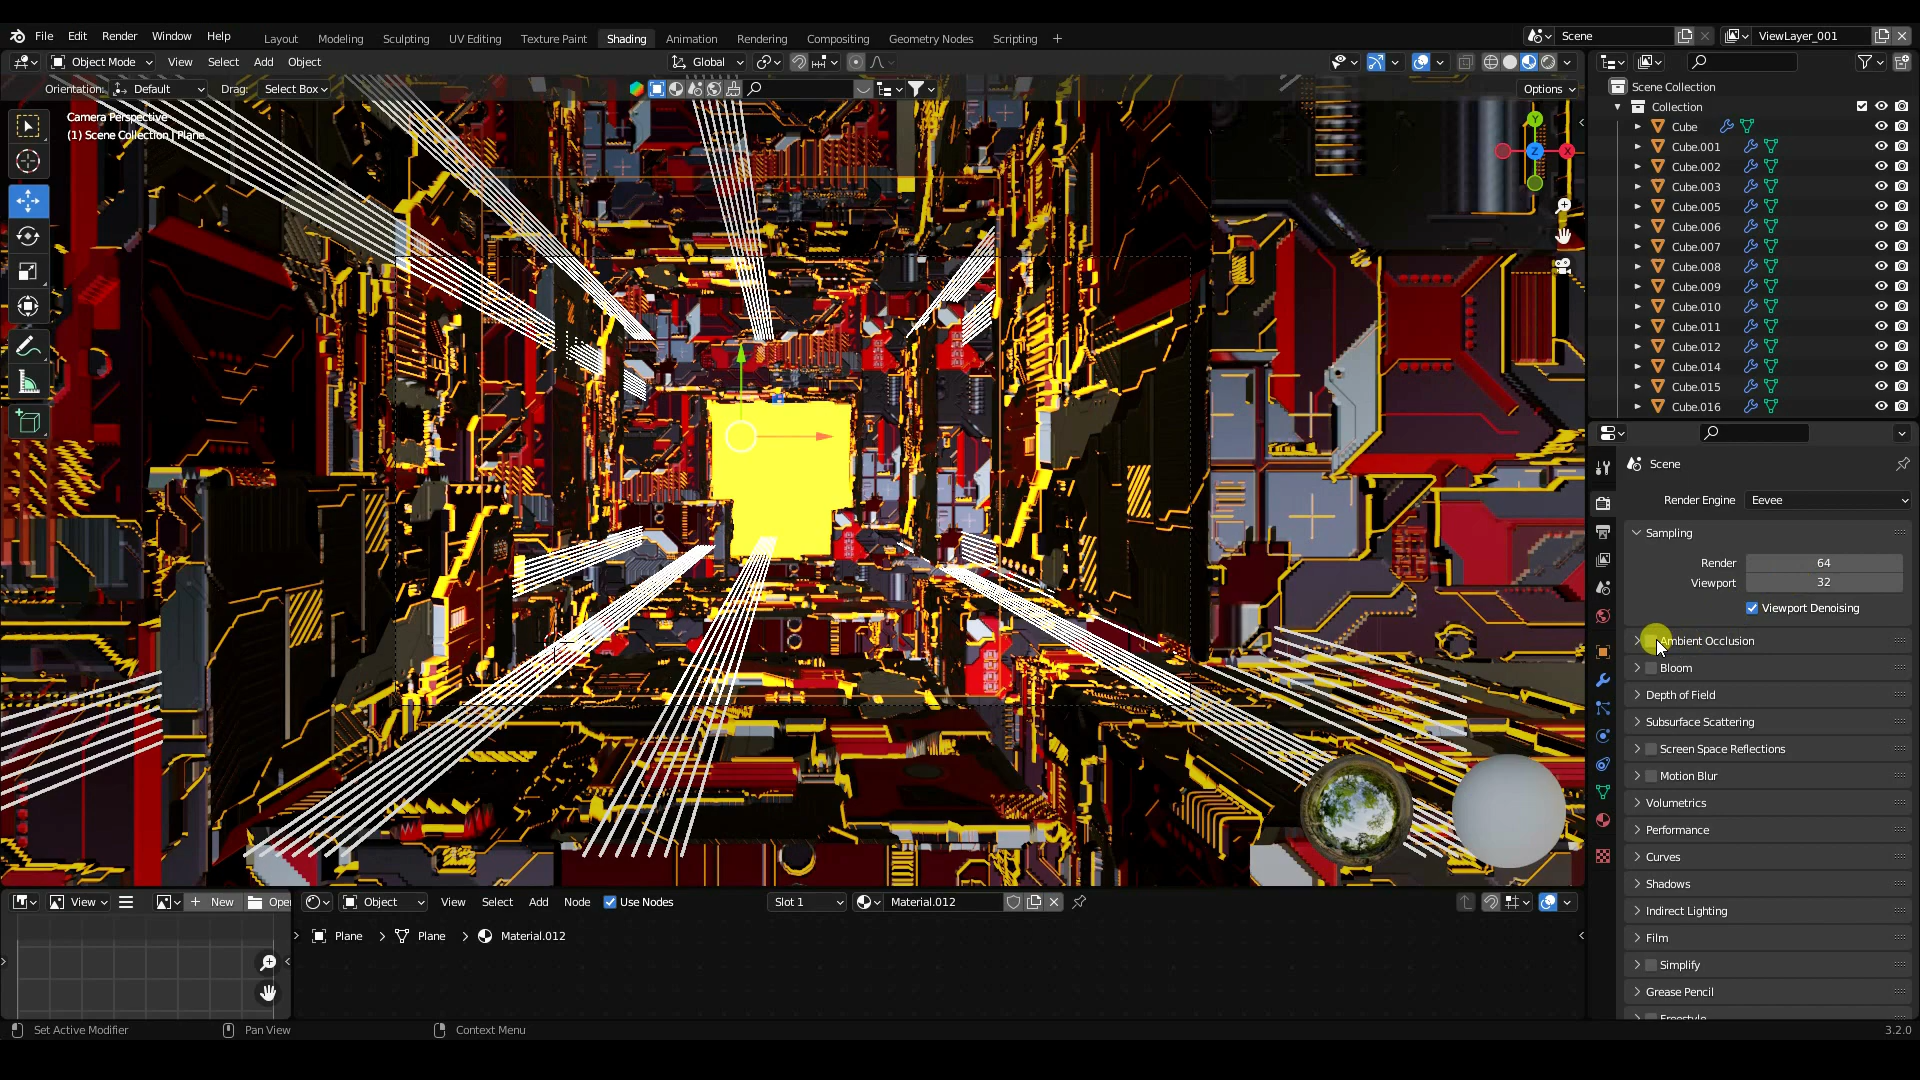 File Edit Render Window Help Layout Modeling Sculpting UV Editing Texture Paint Shading Animation Rendering Compositing Geometry Nodes Scripting + Scene ViewLayer_001
Object Mode View Select Add Object Global
Orientation: Default Drag: Select Box Options
Camera Perspective
(1) Scene Collection | Plane
Y
X
Z
Scene Collection
Collection
Cube
Cube.001
Cube.002
Cube.003
Cube.005
Cube.006
Cube.007
Cube.008
Cube.009
Cube.010
Cube.011
Cube.012
Cube.014
Cube.015
Cube.016
Scene
Render Engine Eevee
Sampling
Render 64
Viewport 32
Viewport Denoising
Ambient Occlusion
Bloom
Depth of Field
Subsurface Scattering
Screen Space Reflections
Motion Blur
Volumetrics
Performance
Curves
Shadows
Indirect Lighting
Film
Simplify
Grease Pencil
Freestyle
View + New Open Object View Select Add Node Use Nodes Slot 1 Material.012
Plane > Plane > Material.012
Set Active Modifier Pan View Context Menu 3.2.0